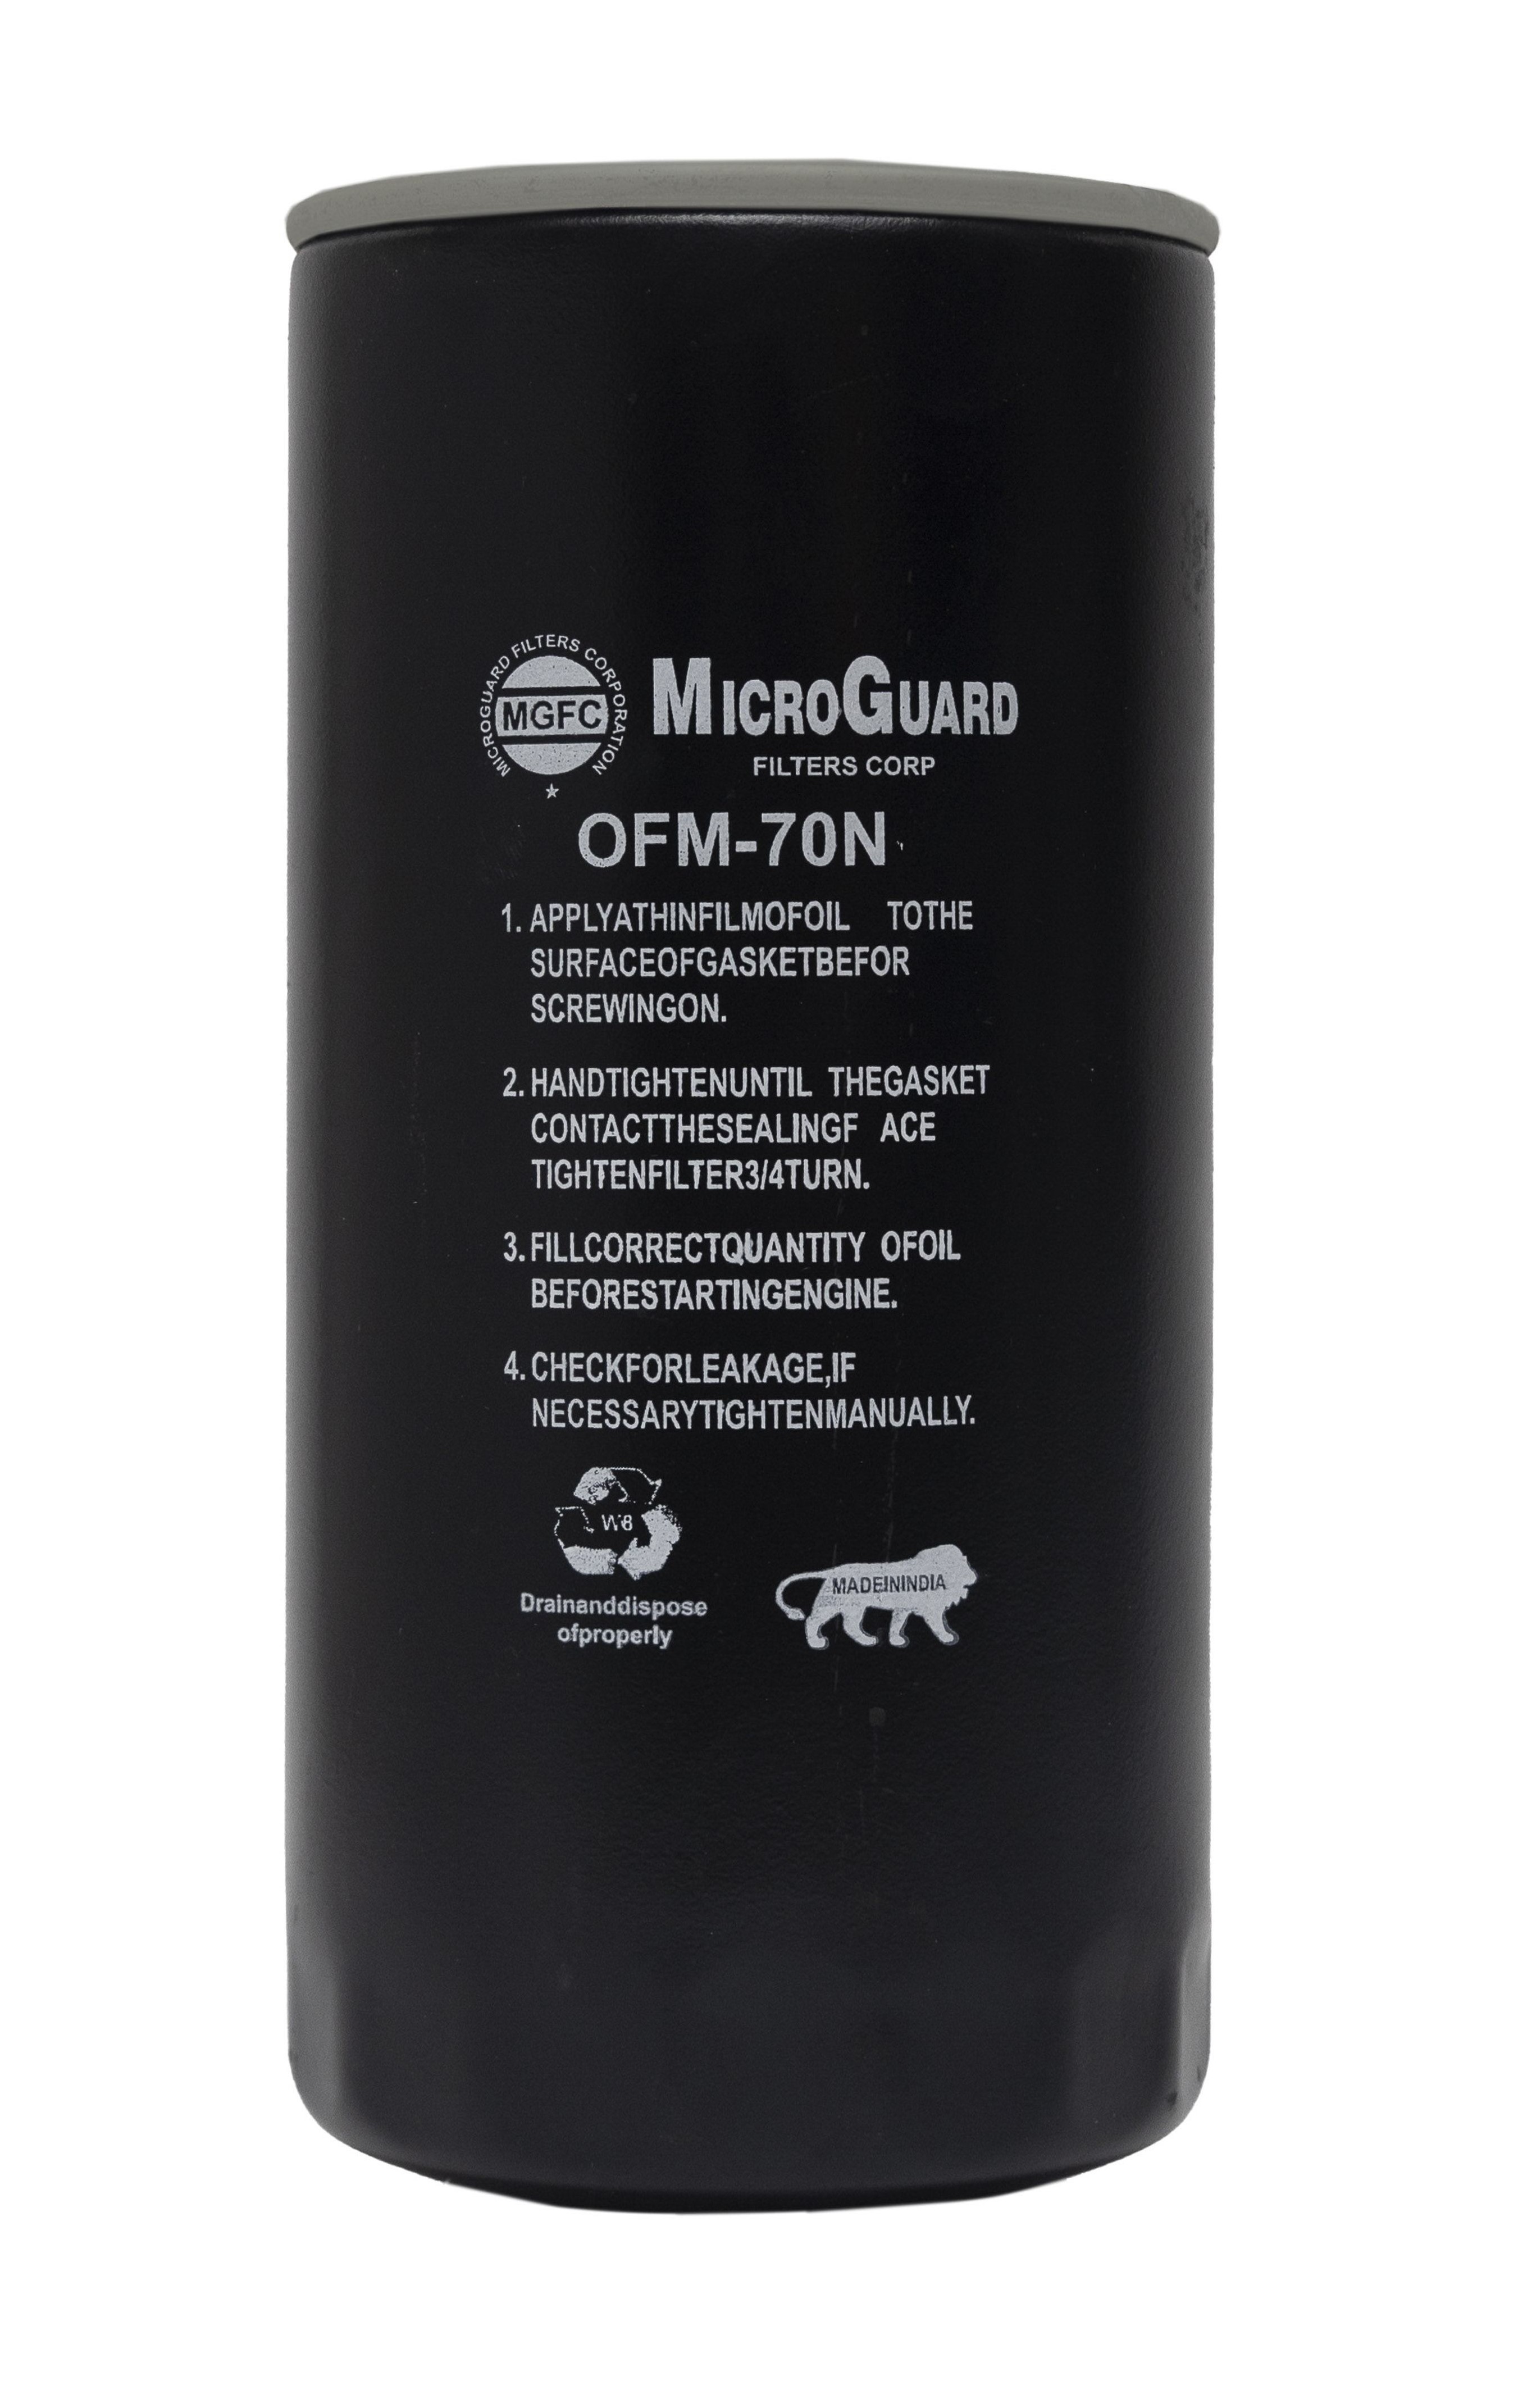 MICROGUARD FILTERS CORPORATION
MGFC
MICROGUARD
FILTERS CORP
OFM-70N
1. APPLYATHINFILMOFOIL TOTHE
SURFACEOFGASKETBEFOR
SCREWINGON.
2. HANDTIGHTENUNTIL THEGASKET
CONTACTTHESEALINGF ACE
TIGHTENFILTER3/4TURN.
3. FILLCORRECTQUANTITY OFOIL
BEFORESTARTINGENGINE.
4. CHECKFORLEAKAGE,IF
NECESSARYTIGHTENMANUALLY.
Drainanddispose
ofproperly
MADEININDIA